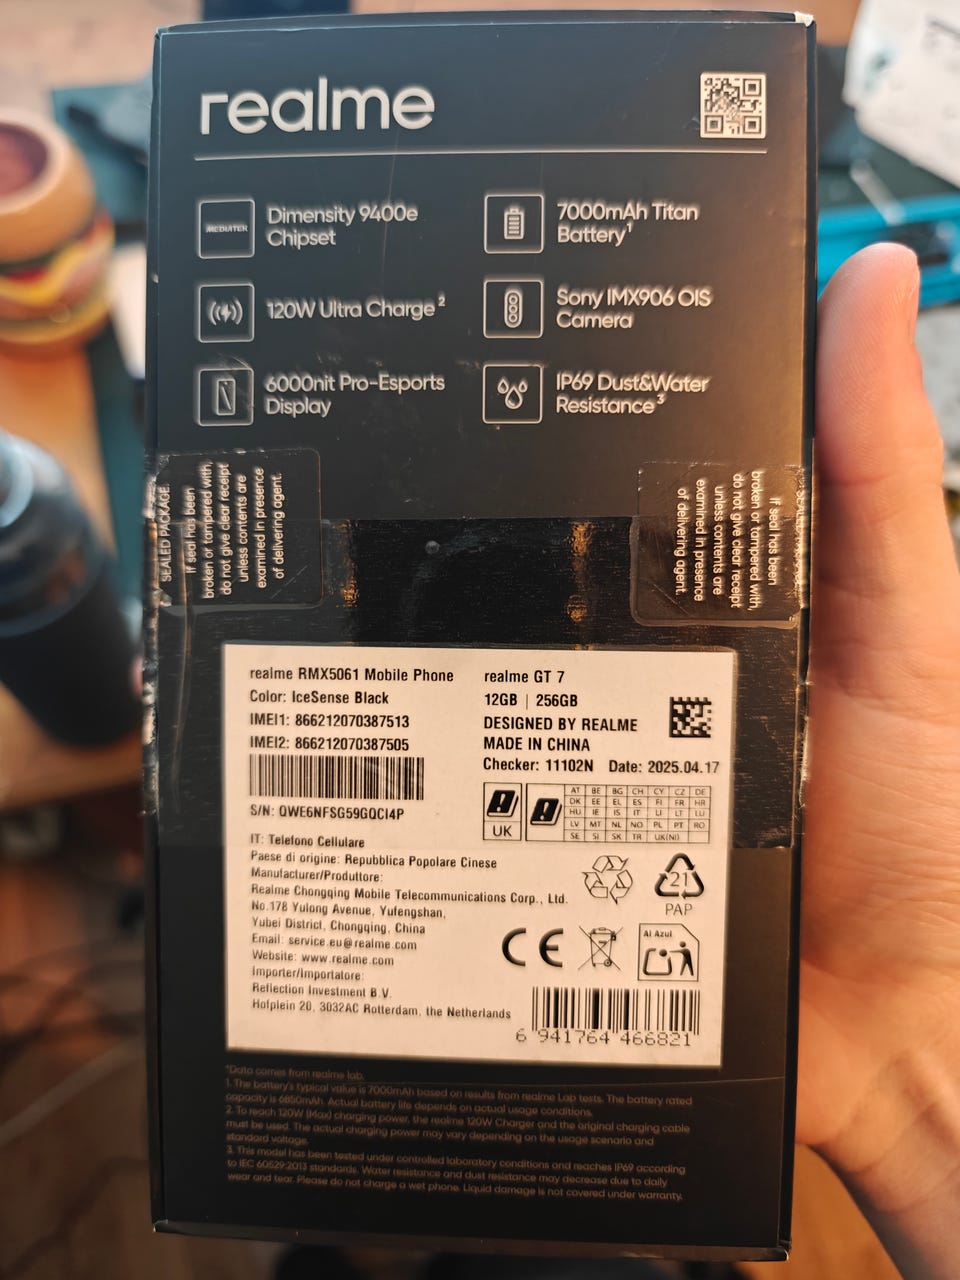 realme
MEDIATEK
Dimensity 9400e
Chipset
7000mAh Titan
Battery¹
120W Ultra Charge²
Sony IMX906 OIS
Camera
6000nit Pro-Esports
Display
IP69 Dust&Water
Resistance³
SEALED PACKAGE.
If seal has been
broken or tampered with,
do not give clear receipt
unless contents are
examined in presence
of delivering agent.
If seal has been
broken or tampered with,
do not give clear receipt
unless contents are
examined in presence
of delivering agent.
realme RMX5061 Mobile Phone
Color: IceSense Black
IMEI1: 866212070387513
IMEI2: 866212070387505
S/N: QWE6NFSG59GQCI4P
realme GT 7
12GB | 256GB
DESIGNED BY REALME
MADE IN CHINA
Checker: 11102N Date: 2025.04.17
UK
AT BE BG CH CY CZ DE
DK EE EL ES FI FR HR
HU IE IS IT LI LT LU
LV MT NL NO PL PT RO
SE SI SK TR UK(NI)
IT: Telefono Cellulare
Paese di origine: Repubblica Popolare Cinese
Manufacturer/Produttore:
Realme Chongqing Mobile Telecommunications Corp., Ltd.
No.178 Yulong Avenue, Yufengshan,
Yubei District, Chongqing, China
Email: service.eu@realme.com
Website: www.realme.com
Importer/Importatore:
Reflection Investment B.V.
Hofplein 20, 3032AC Rotterdam, the Netherlands
21
PAP
CE
Al Azul
6 941764 466821
*Data comes from realme lab.
1. The battery's typical value is 7000mAh based on results from realme Lab tests. The battery rated
capacity is 6850mAh. Actual battery life depends on actual usage conditions.
2. To reach 120W (Max) charging power, the realme 120W Charger and the original charging cable
must be used. The actual charging power may vary depending on the usage scenario and
standard voltage.
3. This model has been tested under controlled laboratory conditions and reaches IP69 according
to IEC 60529:2013 standards. Water resistance and dust resistance may decrease due to daily
wear and tear. Please do not charge a wet phone. Liquid damage is not covered under warranty.